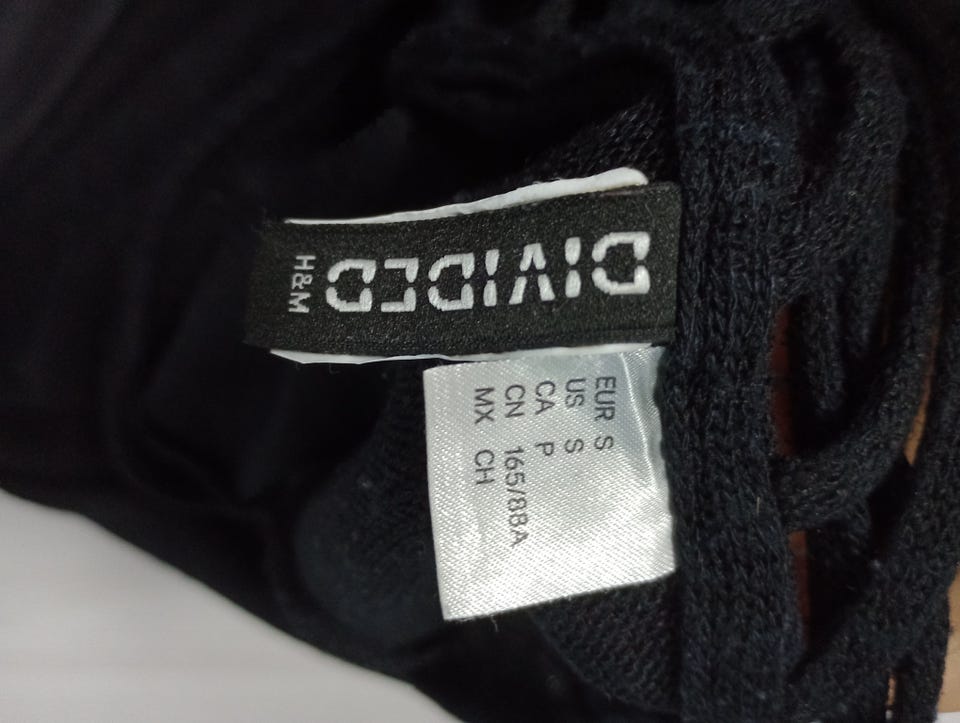 DIVIDED
H&M
EUR S
US S
CA P
CN 165/88A
MX CH